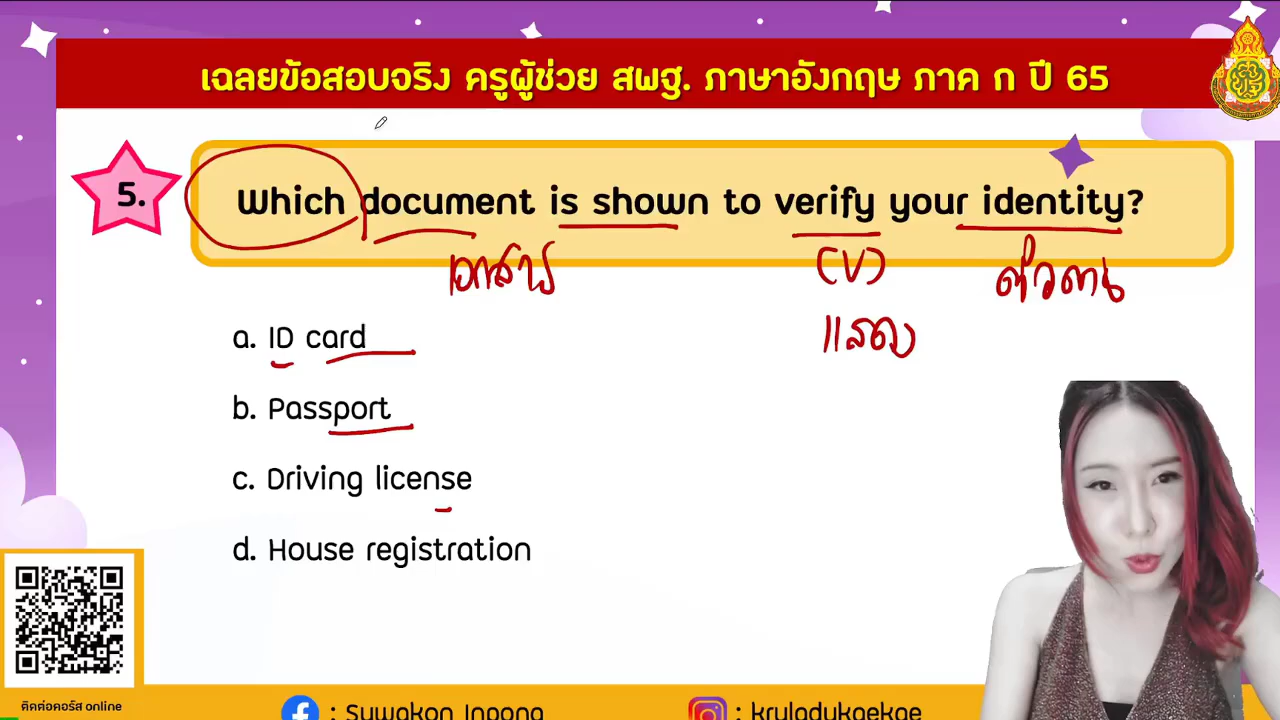 เฉลยข้อสอบจริง ครูผู้ช่วย สพฐ. ภาษาอังกฤษ ภาค ก ปี 65
5.
Which document is shown to verify your identity?
เอกสาร
(V)
ตัวตน
แสดง
a. ID card
b. Passport
c. Driving license
d. House registration
ติดต่อคอร์ส online
: Suwakon Inpong
: kruladykaekae